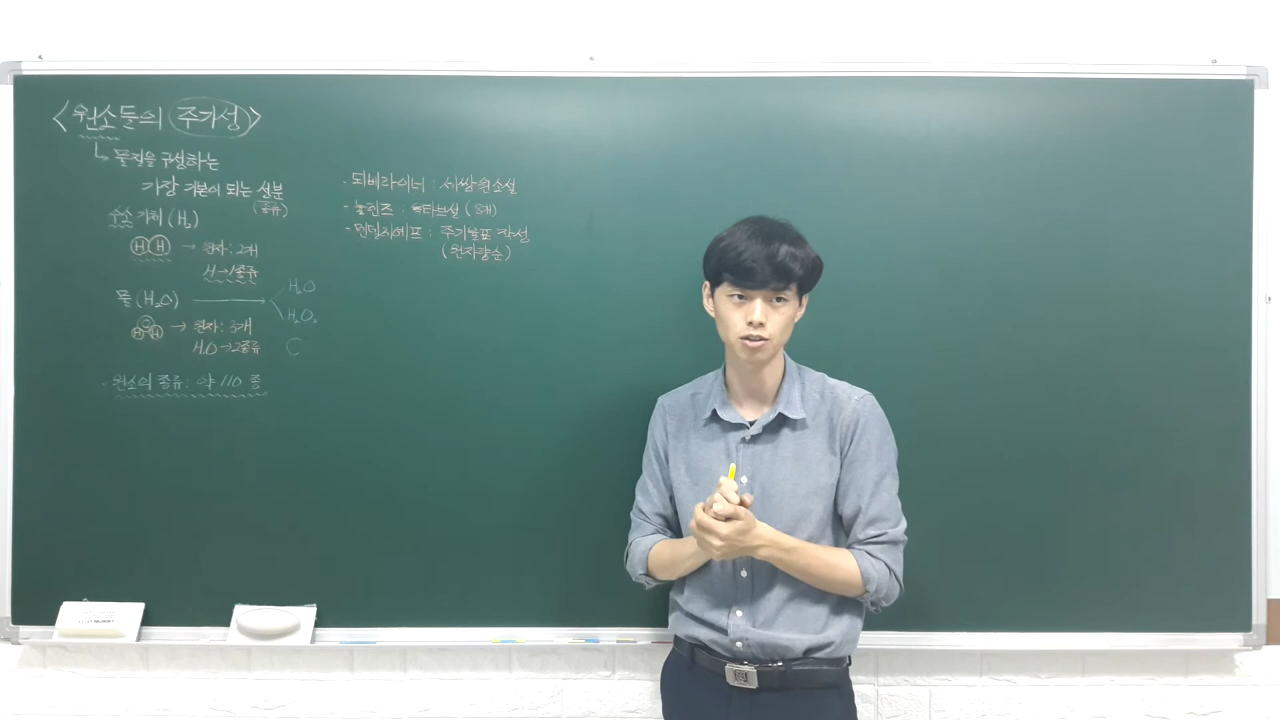 <원소들의 주기성>
↳ 물질을 구성하는
가장 기본이 되는 성분
(종류)
수소 기체 (H₂)
H H → 원자: 2개
H → 1종류
물 (H₂O) → H₂O
H₂O₂
H O H → 원자: 3개
H, O → 2종류 C
· 원소의 종류: 약 110 종
- 되베라이너 : 세쌍원소설
- 뉼런즈 : 옥타브설 (8개)
- 멘델레예프 : 주기율표 작성
(원자량순)